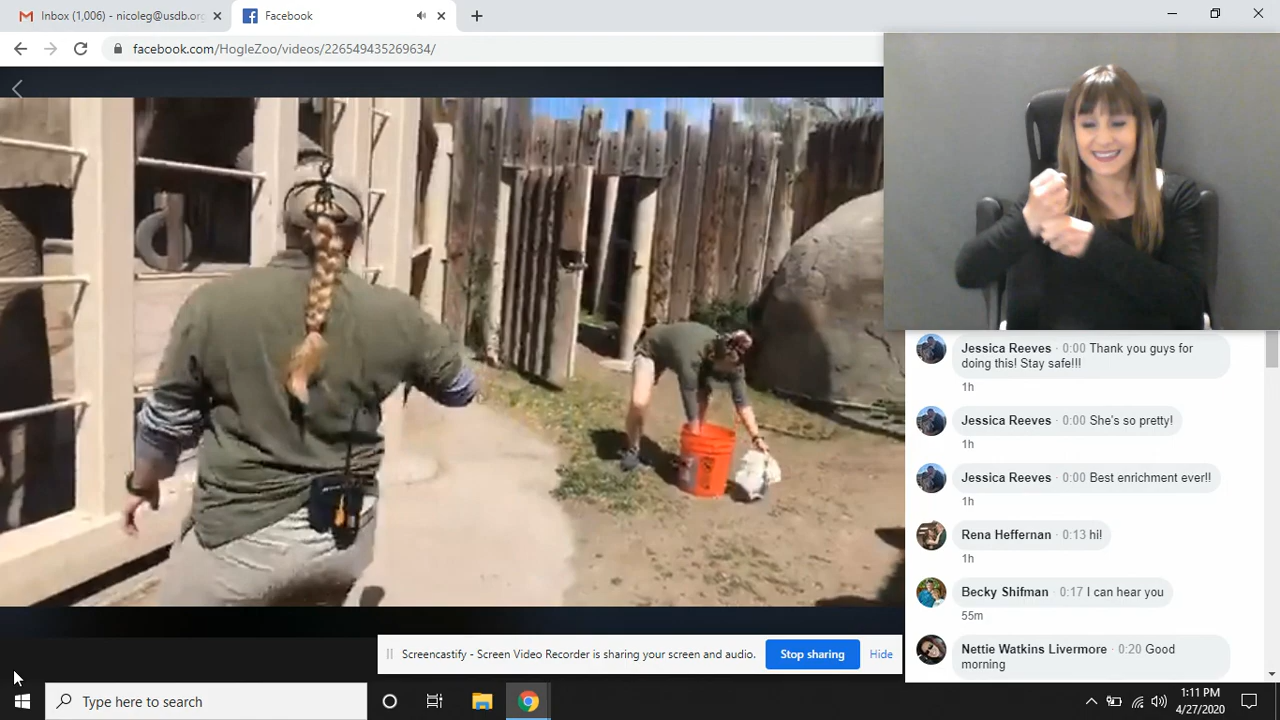 Inbox (1,006) - nicoleg@usdb.org
Facebook
facebook.com/HogleZoo/videos/226549435269634/
Jessica Reeves · 0:00 Thank you guys for
doing this! Stay safe!!!
1h
Jessica Reeves · 0:00 She's so pretty!
1h
Jessica Reeves · 0:00 Best enrichment ever!!
1h
Rena Heffernan · 0:13 hi!
1h
Becky Shifman · 0:17 I can hear you
55m
Nettie Watkins Livermore · 0:20 Good
morning
Screencastify - Screen Video Recorder is sharing your screen and audio.
Stop sharing
Hide
Type here to search
1:11 PM
4/27/2020